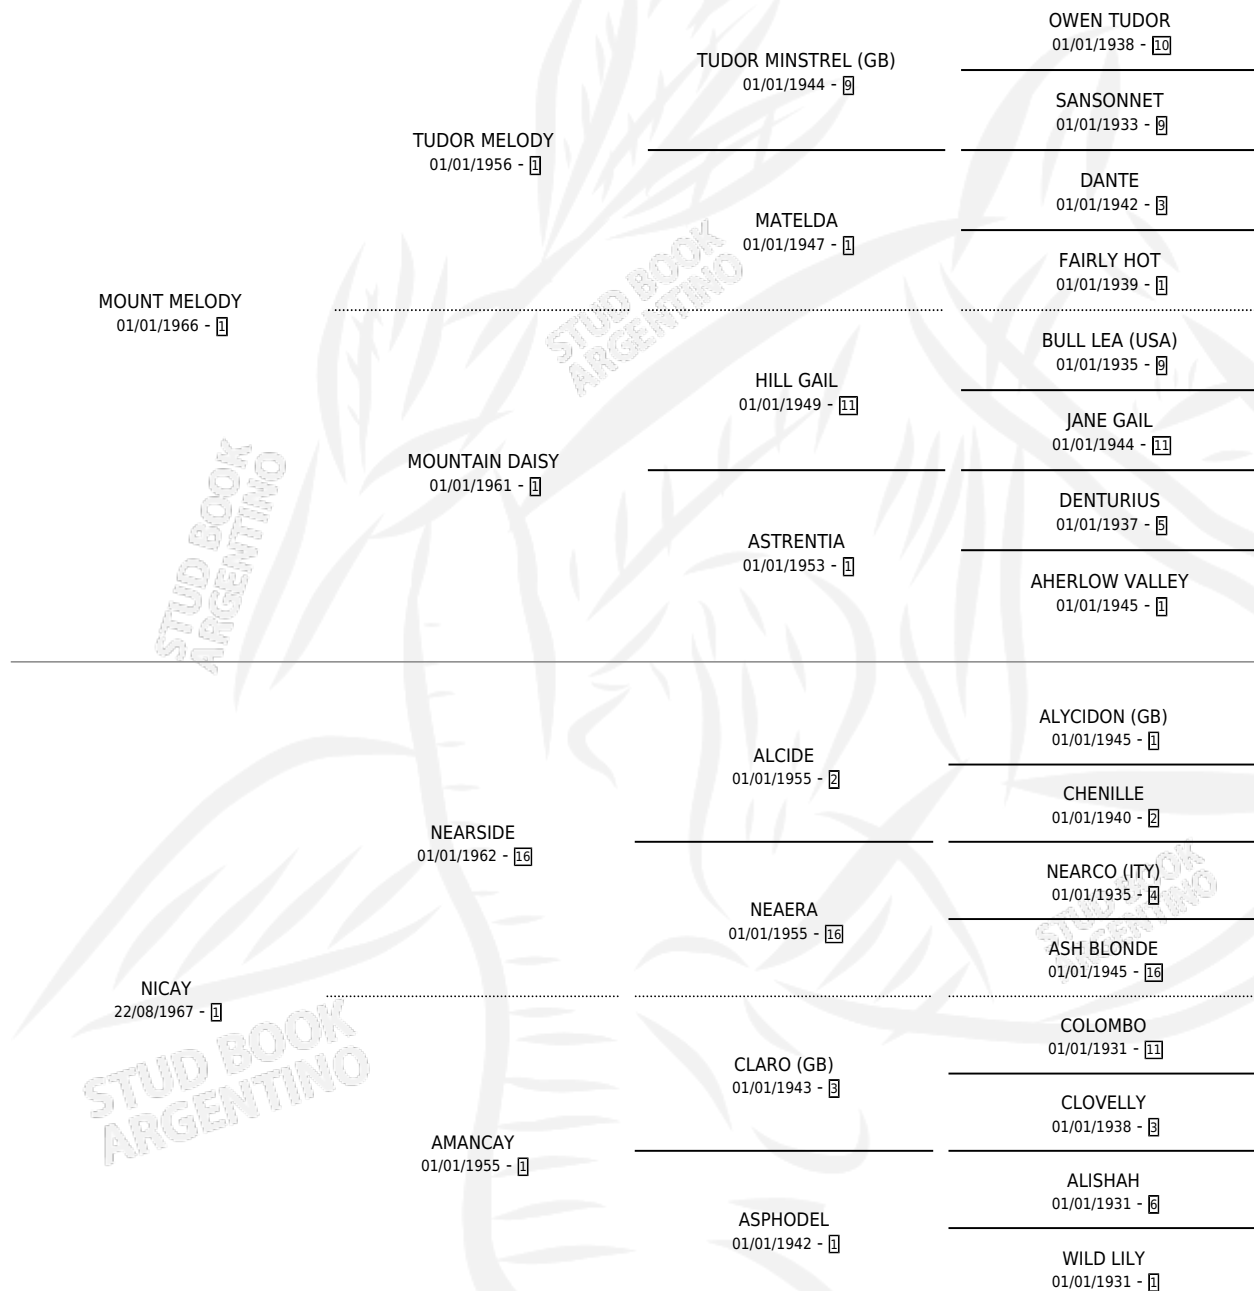 MOUNT MELODY
01/01/1966 - 1
TUDOR MELODY
01/01/1956 - 1
MOUNTAIN DAISY
01/01/1961 - 1
TUDOR MINSTREL (GB)
01/01/1944 - 9
MATELDA
01/01/1947 - 1
HILL GAIL
01/01/1949 - 11
ASTRENTIA
01/01/1953 - 1
OWEN TUDOR
01/01/1938 - 10
SANSONNET
01/01/1933 - 9
DANTE
01/01/1942 - 3
FAIRLY HOT
01/01/1939 - 1
BULL LEA (USA)
01/01/1935 - 9
JANE GAIL
01/01/1944 - 11
DENTURIUS
01/01/1937 - 5
AHERLOW VALLEY
01/01/1945 - 1
NICAY
22/08/1967 - 1
NEARSIDE
01/01/1962 - 16
AMANCAY
01/01/1955 - 1
ALCIDE
01/01/1955 - 2
NEAERA
01/01/1955 - 16
CLARO (GB)
01/01/1943 - 3
ASPHODEL
01/01/1942 - 1
ALYCIDON (GB)
01/01/1945 - 1
CHENILLE
01/01/1940 - 2
NEARCO (ITY)
01/01/1935 - 4
ASH BLONDE
01/01/1945 - 16
COLOMBO
01/01/1931 - 11
CLOVELLY
01/01/1938 - 3
ALISHAH
01/01/1931 - 6
WILD LILY
01/01/1931 - 1
STUD BOOK
ARGENTINO
STUD BOOK
ARGENTINO
STUD BOOK
ARGENTINO
STUD BOOK
ARGENTINO